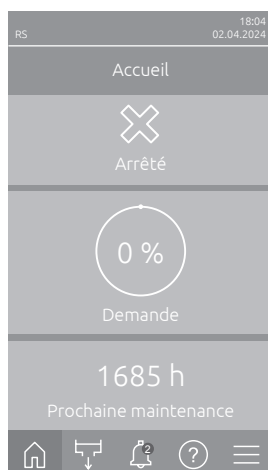 18:04
RS 02.04.2024
Accueil
Arrêté
0 %
Demande
1685 h
Prochaine maintenance
2
?